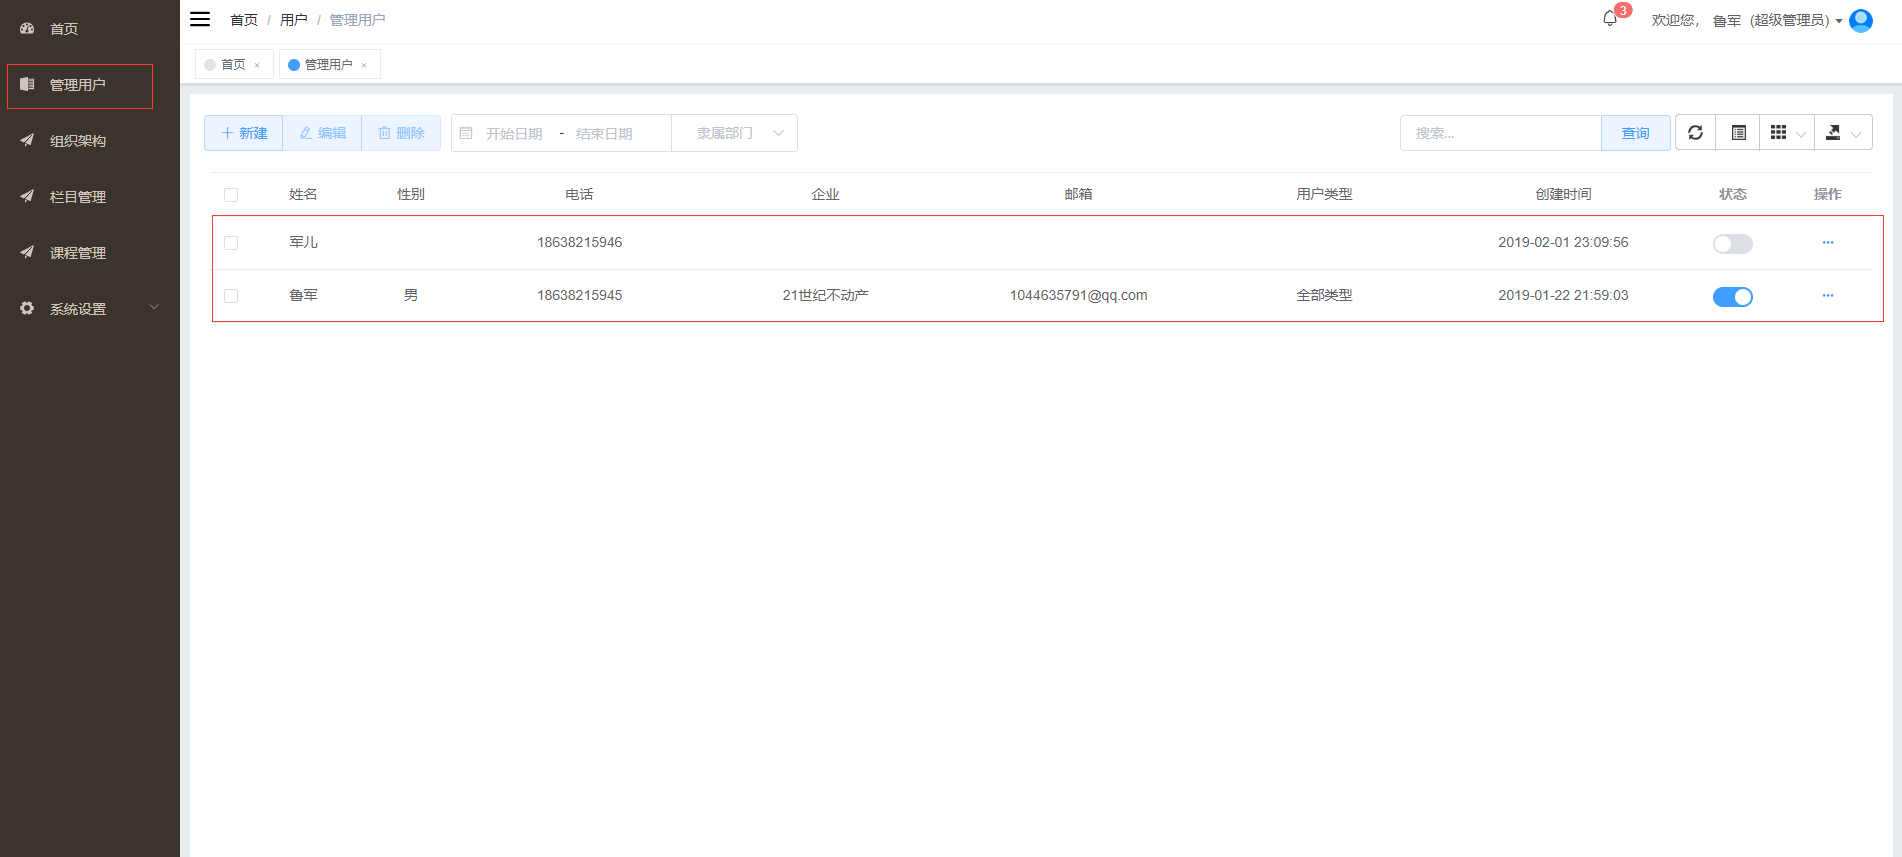 首页
管理用户
组织架构
栏目管理
课程管理
系统设置
首页 / 用户 / 管理用户
3
欢迎您， 鲁军 (超级管理员)
首页 × 管理用户 ×
新建 编辑 删除 开始日期 - 结束日期 隶属部门 搜索... 查询
姓名 性别 电话 企业 邮箱 用户类型 创建时间 状态 操作
军儿 18638215946 2019-02-01 23:09:56
鲁军 男 18638215945 21世纪不动产 1044635791@qq.com 全部类型 2019-01-22 21:59:03